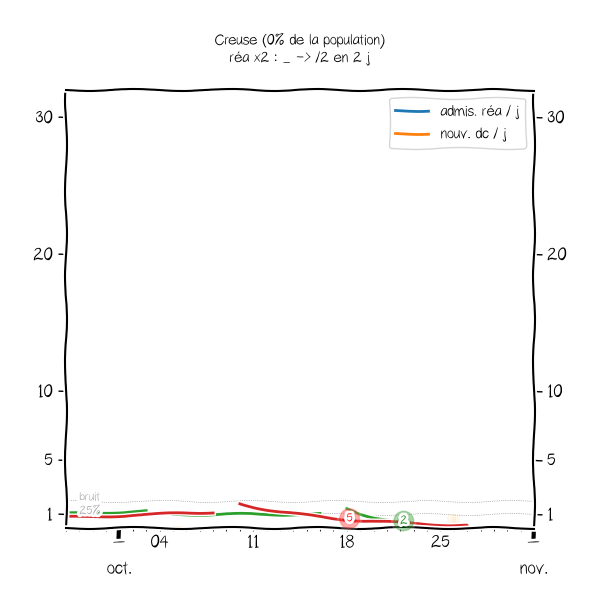 Creuse (0% de la population)
réa x2 : _ -> /2 en 2 j
admis. réa / j
nouv. dc / j
30
30
20
20
10
10
5
5
bruit
25%
1
1
5
2
04
11
18
25
oct.
nov.